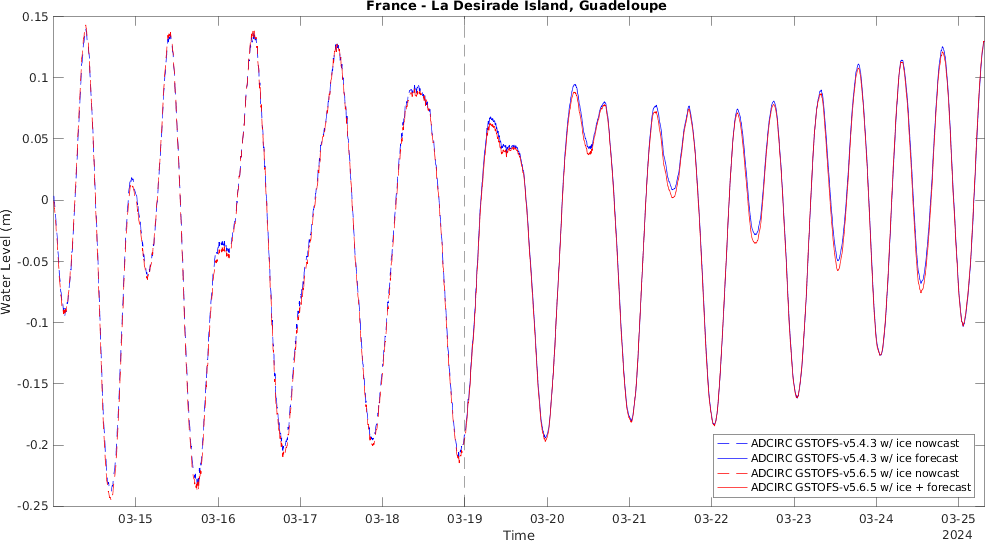 France - La Desirade Island, Guadeloupe
Water Level (m)
0.15
0.1
0.05
0
-0.05
-0.1
-0.15
-0.2
-0.25
ADCIRC GSTOFS-v5.4.3 w/ ice nowcast
ADCIRC GSTOFS-v5.4.3 w/ ice forecast
ADCIRC GSTOFS-v5.6.5 w/ ice nowcast
ADCIRC GSTOFS-v5.6.5 w/ ice + forecast
03-15 03-16 03-17 03-18 03-19 03-20 03-21 03-22 03-23 03-24 03-25
Time 2024